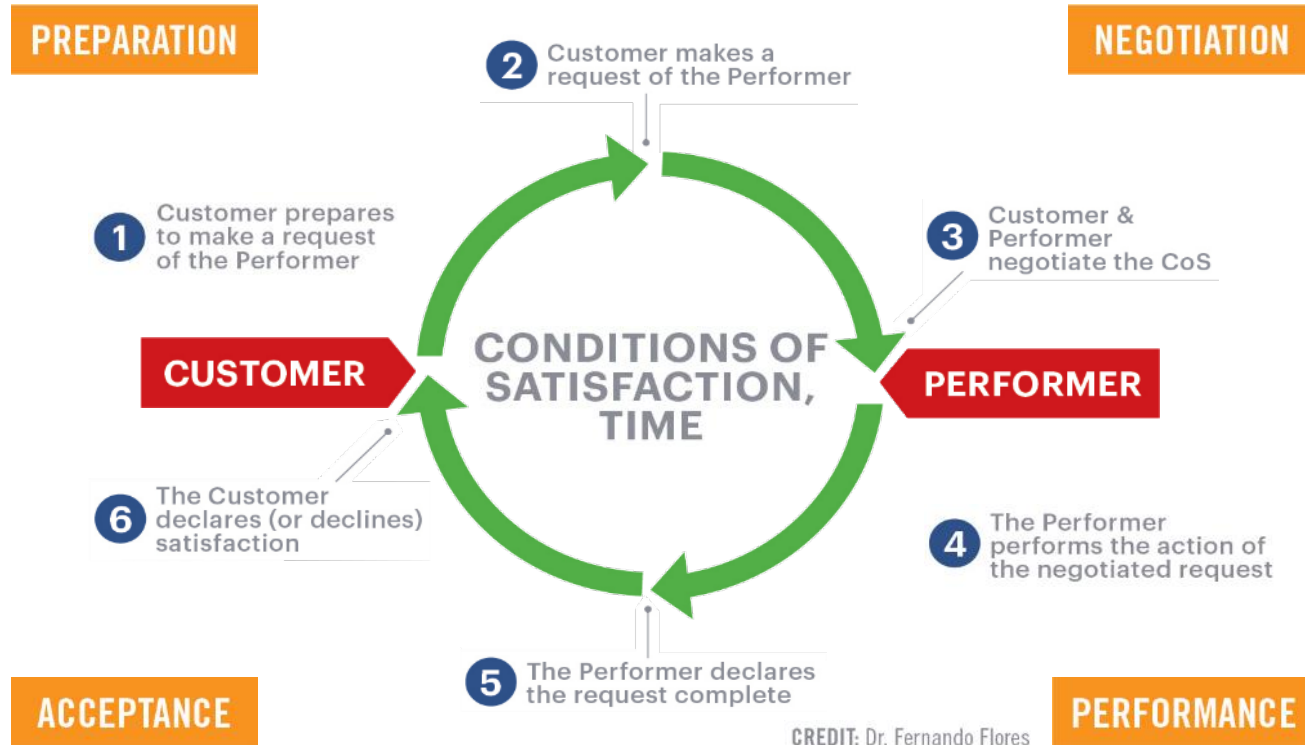 PREPARATION
NEGOTIATION
2
Customer makes a
request of the Performer
1
Customer prepares
to make a request
of the Performer
3
Customer &
Performer
negotiate the CoS
CUSTOMER
CONDITIONS OF
SATISFACTION,
TIME
PERFORMER
6
The Customer
declares (or declines)
satisfaction
4
The Performer
performs the action of
the negotiated request
5
The Performer declares
the request complete
ACCEPTANCE
PERFORMANCE
CREDIT: Dr. Fernando Flores